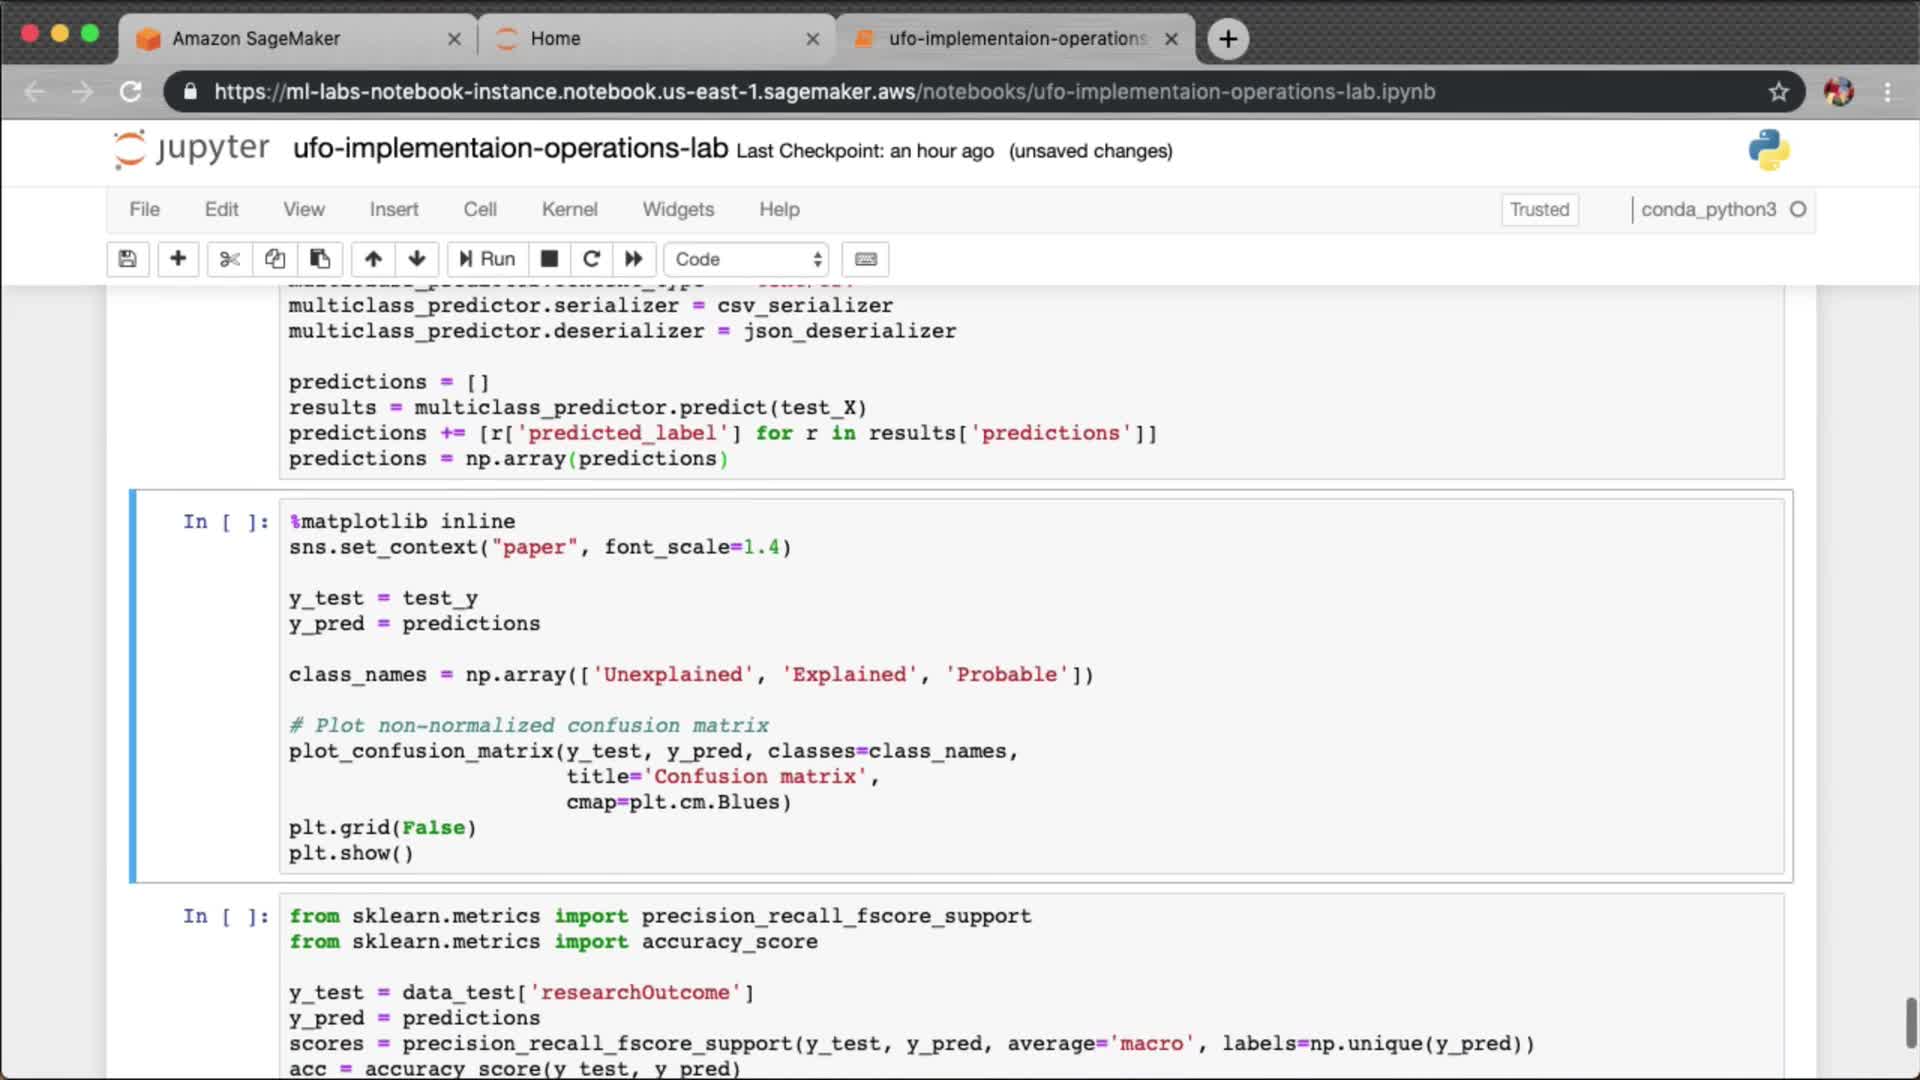 Amazon SageMaker
Home
ufo-implementaion-operations
https://ml-labs-notebook-instance.notebook.us-east-1.sagemaker.aws/notebooks/ufo-implementaion-operations-lab.ipynb
jupyter ufo-implementaion-operations-lab Last Checkpoint: an hour ago (unsaved changes)
File Edit View Insert Cell Kernel Widgets Help Trusted conda_python3
Run Code
multiclass_predictor.serializer = csv_serializer
multiclass_predictor.deserializer = json_deserializer
predictions = []
results = multiclass_predictor.predict(test_X)
predictions += [r['predicted_label'] for r in results['predictions']]
predictions = np.array(predictions)
In [ ]: %matplotlib inline
sns.set_context("paper", font_scale=1.4)
y_test = test_y
y_pred = predictions
class_names = np.array(['Unexplained', 'Explained', 'Probable'])
# Plot non-normalized confusion matrix
plot_confusion_matrix(y_test, y_pred, classes=class_names,
title='Confusion matrix',
cmap=plt.cm.Blues)
plt.grid(False)
plt.show()
In [ ]: from sklearn.metrics import precision_recall_fscore_support
from sklearn.metrics import accuracy_score
y_test = data_test['researchOutcome']
y_pred = predictions
scores = precision_recall_fscore_support(y_test, y_pred, average='macro', labels=np.unique(y_pred))
acc = accuracy_score(y_test, y_pred)